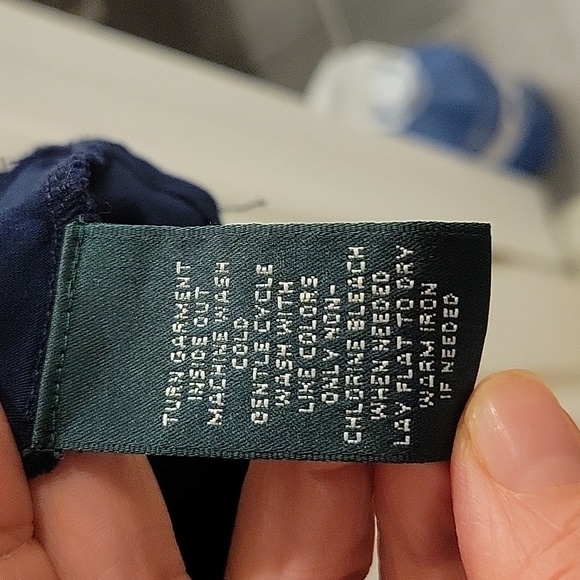 TURN GARMENT
INSIDE OUT
MACHINE WASH
COLD
GENTLE CYCLE
WASH WITH
LIKE COLORS
ONLY NON-
CHLORINE BLEACH
WHEN NEEDED
LAY FLAT TO DRY
WARM IRON
IF NEEDED